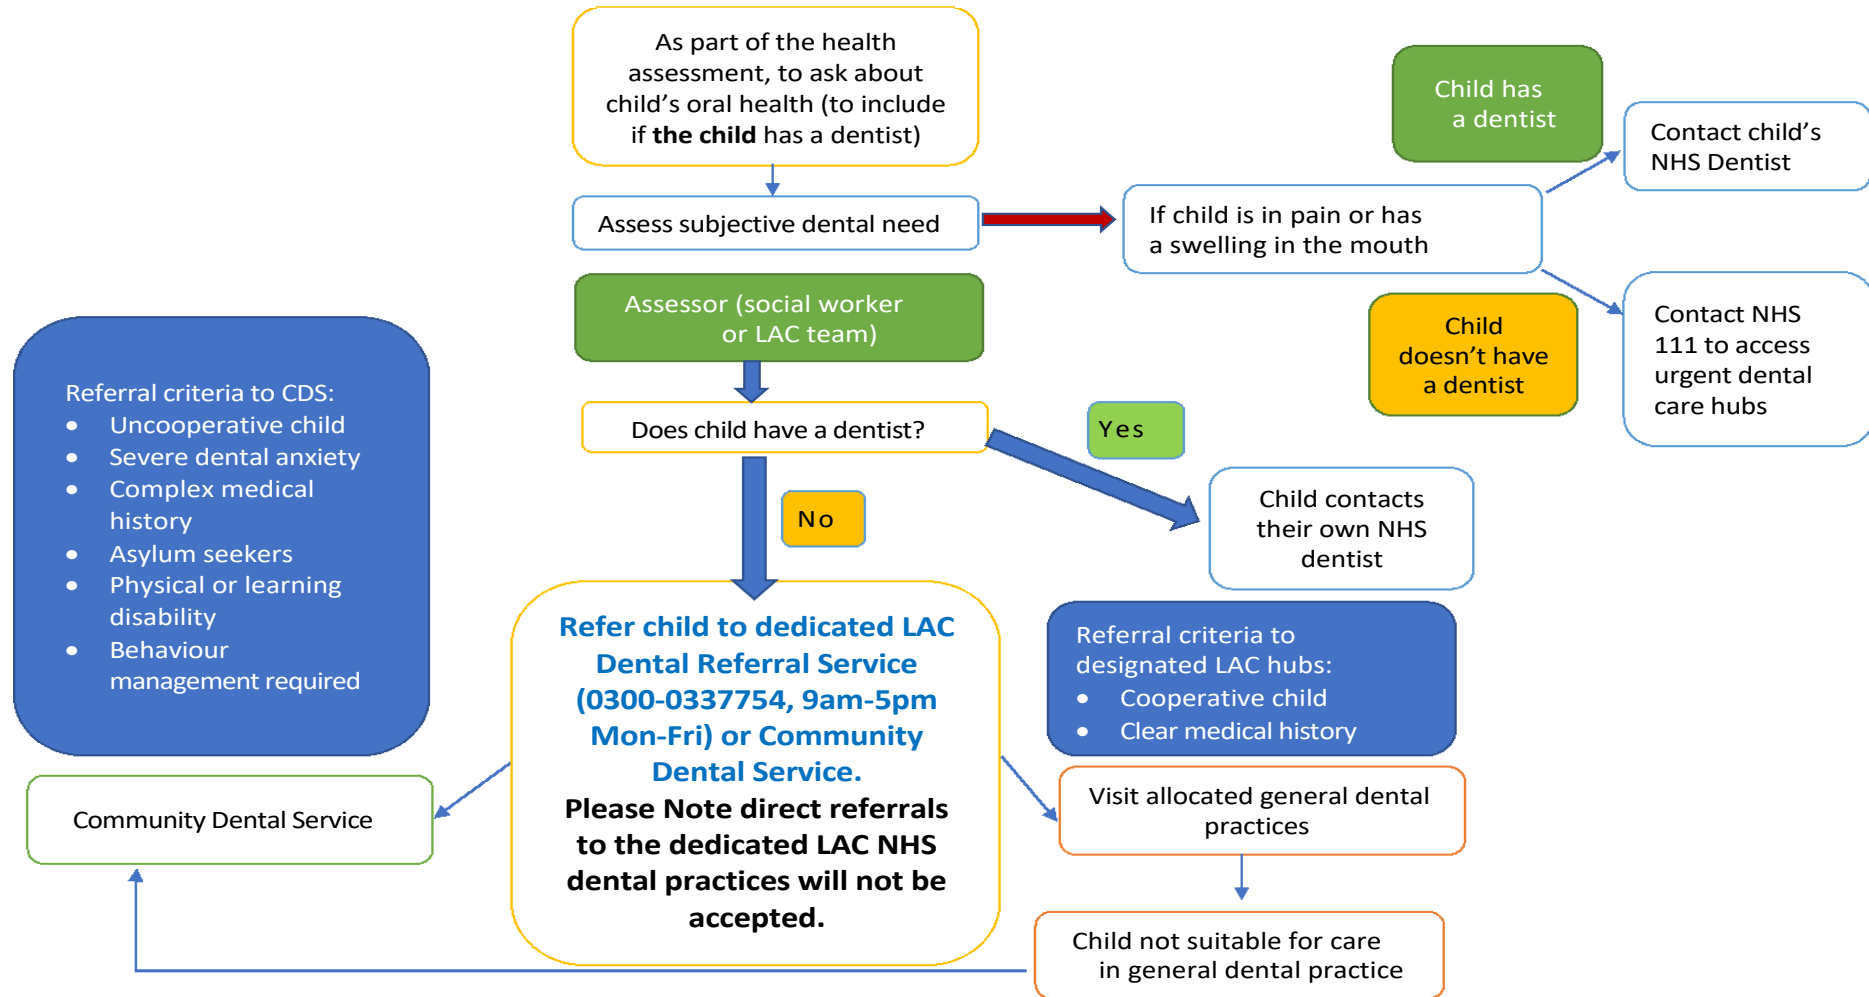 As part of the health
assessment, to ask about
child’s oral health (to include
if the child has a dentist)
Assess subjective dental need
If child is in pain or has
a swelling in the mouth
Child has
a dentist
Contact child’s
NHS Dentist
Child
doesn’t have
a dentist
Contact NHS
111 to access
urgent dental
care hubs
Assessor (social worker
or LAC team)
Does child have a dentist?
Yes
Child contacts
their own NHS
dentist
No
Refer child to dedicated LAC
Dental Referral Service
(0300-0337754, 9am-5pm
Mon-Fri) or Community
Dental Service.
Please Note direct referrals
to the dedicated LAC NHS
dental practices will not be
accepted.
Referral criteria to CDS:
• Uncooperative child
• Severe dental anxiety
• Complex medical
history
• Asylum seekers
• Physical or learning
disability
• Behaviour
management required
Community Dental Service
Referral criteria to
designated LAC hubs:
• Cooperative child
• Clear medical history
Visit allocated general dental
practices
Child not suitable for care
in general dental practice